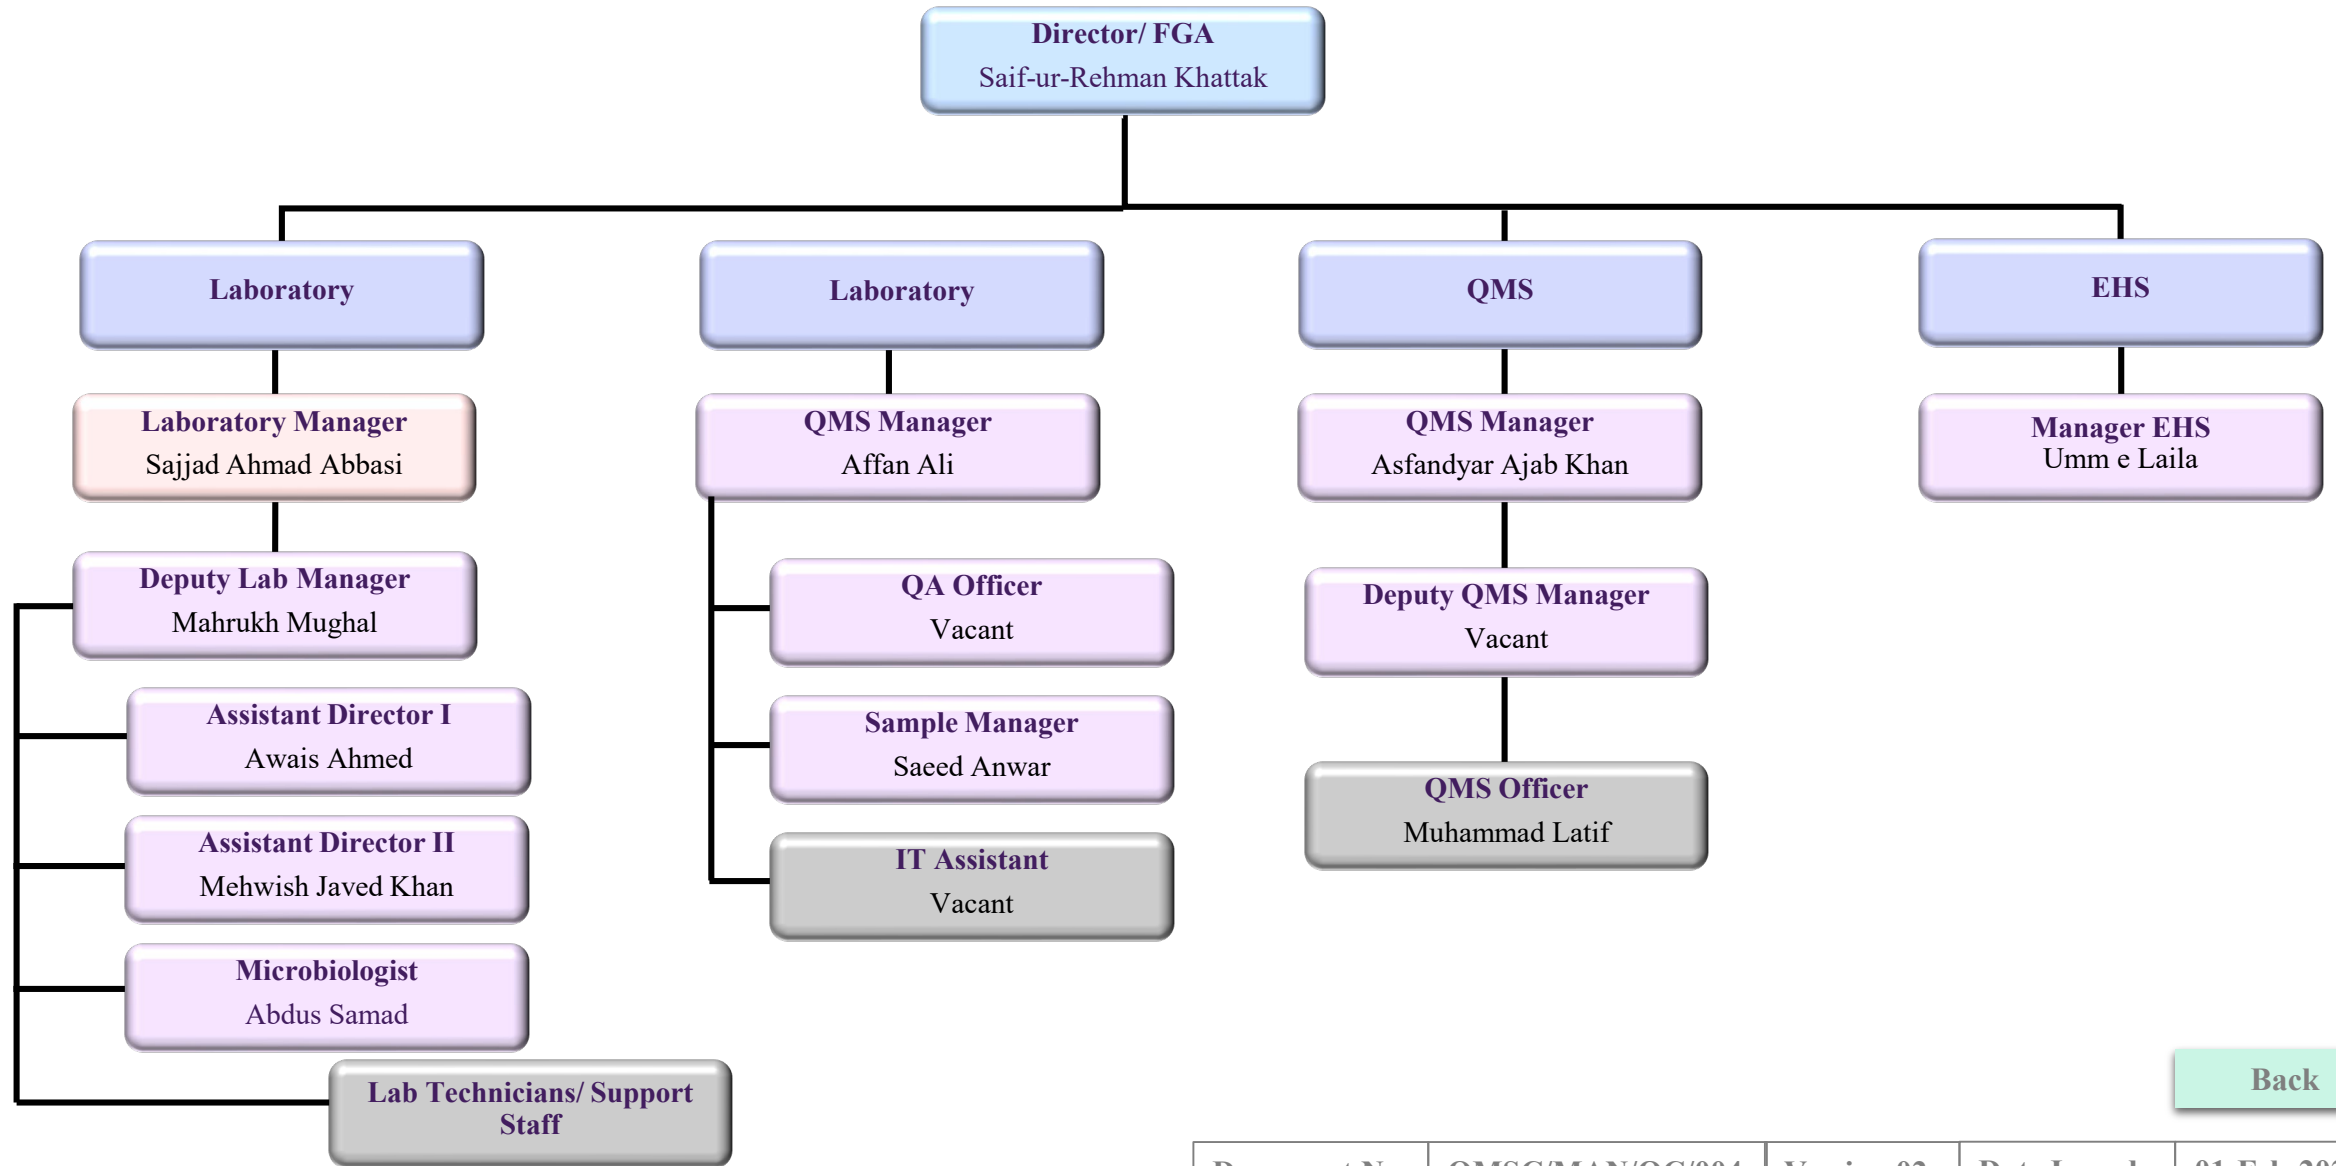 Director/ FGA
Saif-ur-Rehman Khattak
Laboratory
Laboratory
QMS
EHS
Laboratory Manager
Sajjad Ahmad Abbasi
QMS Manager
Affan Ali
QMS Manager
Asfandyar Ajab Khan
Manager EHS
Umm e Laila
Deputy Lab Manager
Mahrukh Mughal
QA Officer
Vacant
Deputy QMS Manager
Vacant
Assistant Director I
Awais Ahmed
Sample Manager
Saeed Anwar
QMS Officer
Muhammad Latif
Assistant Director II
Mehwish Javed Khan
IT Assistant
Vacant
Microbiologist
Abdus Samad
Lab Technicians/ Support
Staff
Back